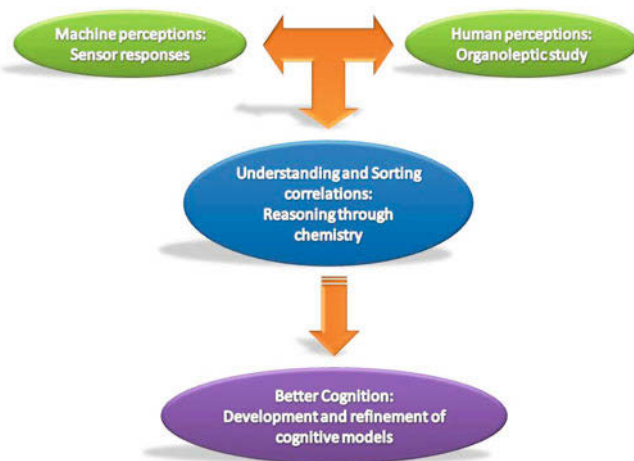 Machine perceptions:
Sensor responses
Human perceptions:
Organoleptic study
Understanding and Sorting
correlations:
Reasoning through
chemistry
Better Cognition:
Development and refinement of
cognitive models